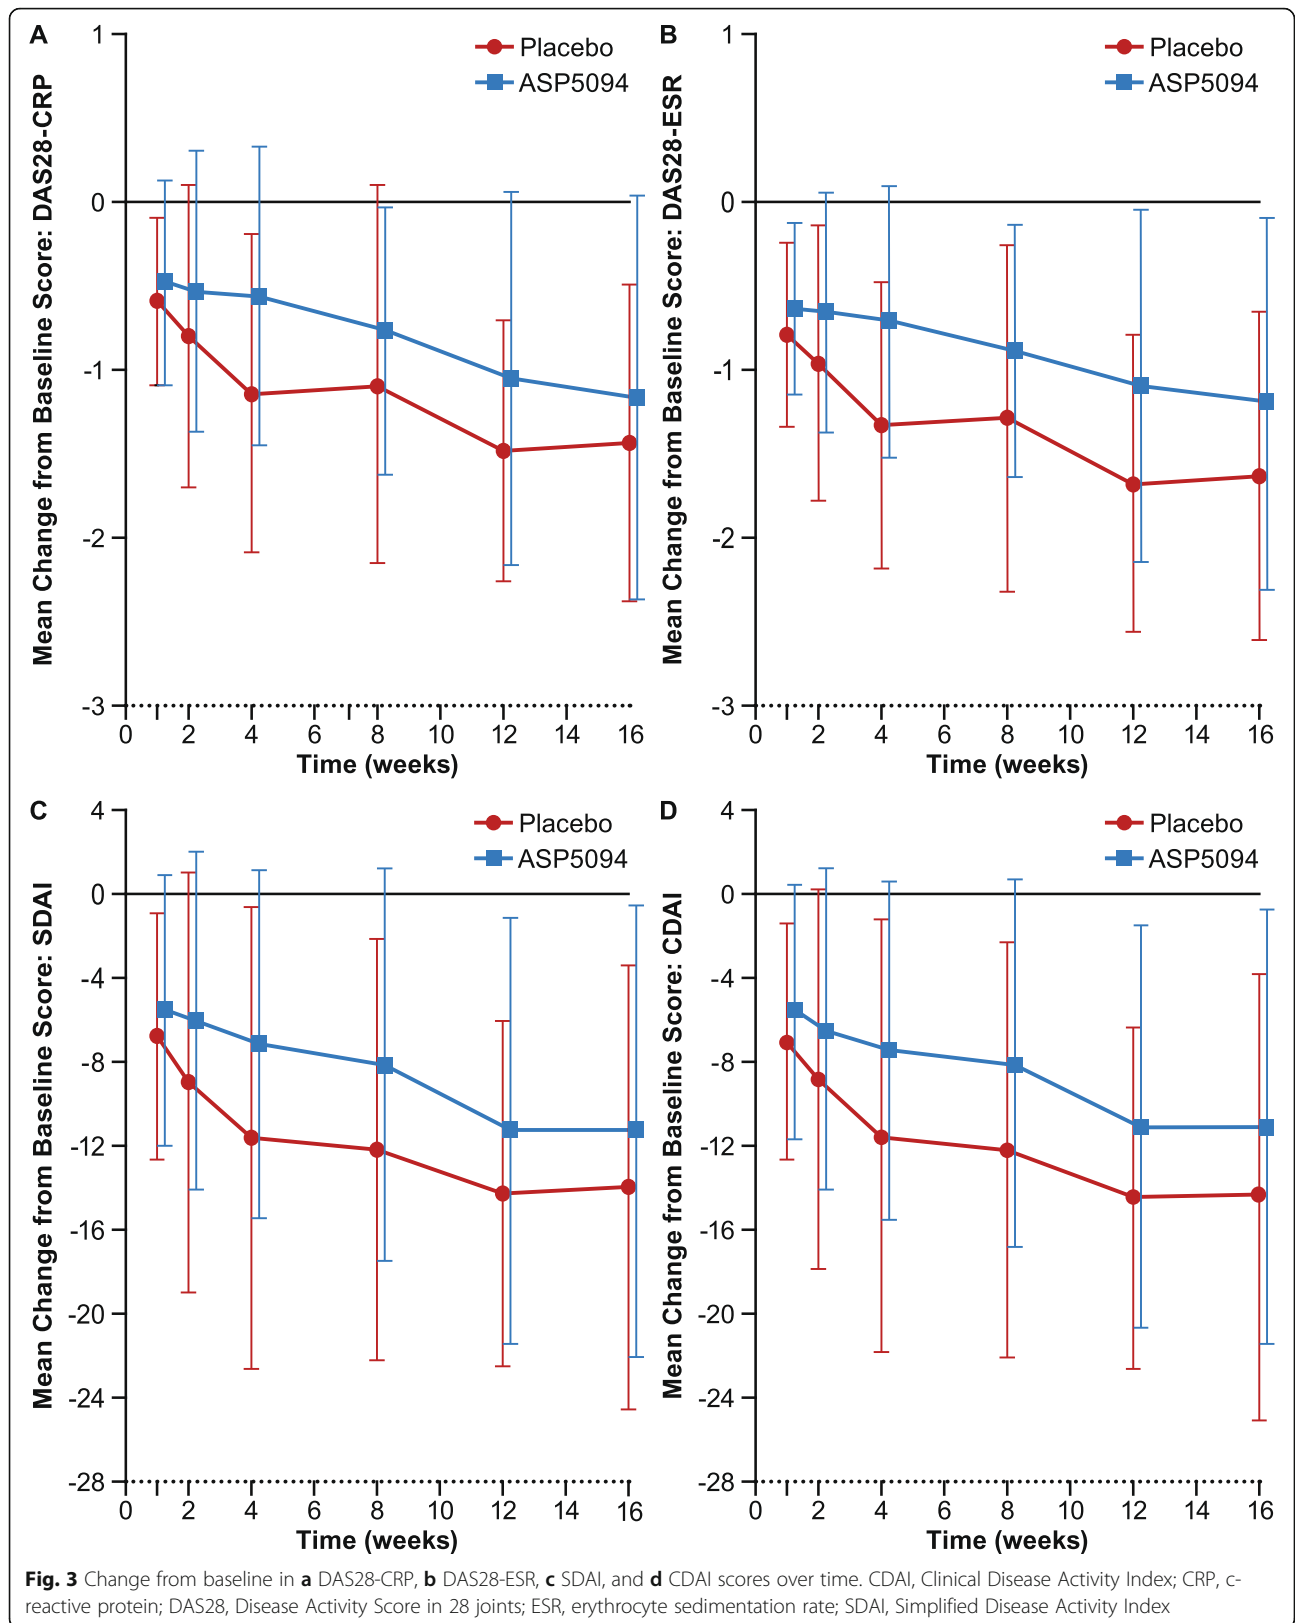 A
Mean Change from Baseline Score: DAS28-CRP
Placebo
ASP5094
1
0
-1
-2
-3
0 2 4 6 8 10 12 14 16
Time (weeks)
B
Mean Change from Baseline Score: DAS28-ESR
Placebo
ASP5094
1
0
-1
-2
-3
0 2 4 6 8 10 12 14 16
Time (weeks)
C
Mean Change from Baseline Score: SDAI
Placebo
ASP5094
4
0
-4
-8
-12
-16
-20
-24
-28
0 2 4 6 8 10 12 14 16
Time (weeks)
D
Mean Change from Baseline Score: CDAI
Placebo
ASP5094
4
0
-4
-8
-12
-16
-20
-24
-28
0 2 4 6 8 10 12 14 16
Time (weeks)
Fig. 3 Change from baseline in a DAS28-CRP, b DAS28-ESR, c SDAI, and d CDAI scores over time. CDAI, Clinical Disease Activity Index; CRP, c-
reactive protein; DAS28, Disease Activity Score in 28 joints; ESR, erythrocyte sedimentation rate; SDAI, Simplified Disease Activity Index